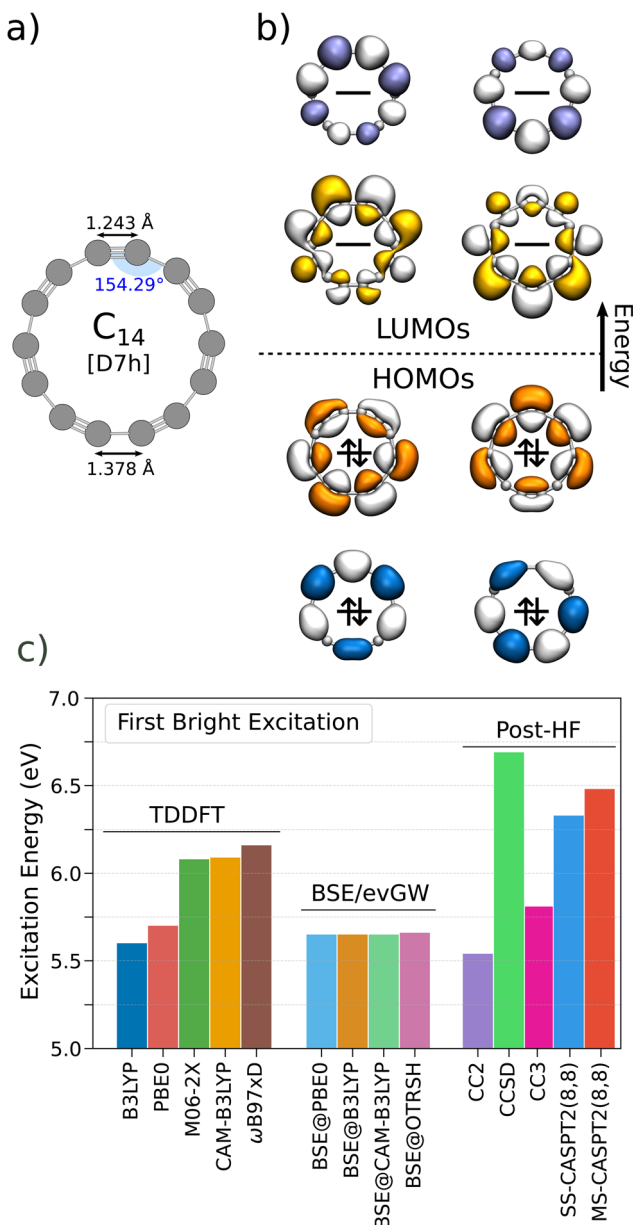 a)
1.243 Å
154.29°
C14
[D7h]
1.378 Å
b)
LUMOs
HOMOs
Energy
c)
First Bright Excitation
TDDFT
BSE/evGW
Post-HF
Excitation Energy (eV)
7.0
6.5
6.0
5.5
5.0
B3LYP
PBE0
M06-2X
CAM-B3LYP
ωB97xD
BSE@PBE0
BSE@B3LYP
BSE@CAM-B3LYP
BSE@OTRSH
CC2
CCSD
CC3
SS-CASPT2(8,8)
MS-CASPT2(8,8)